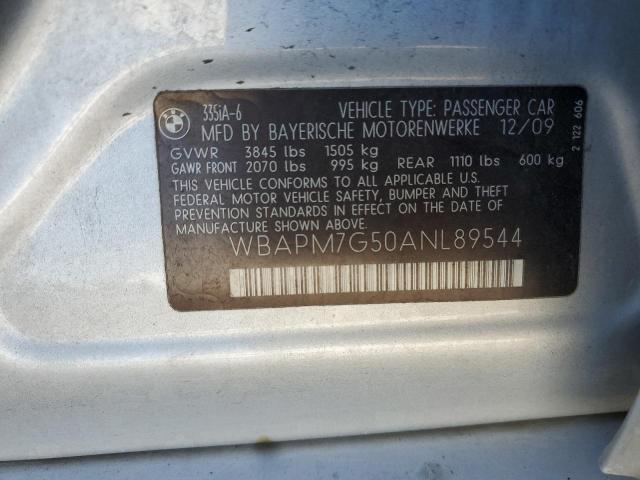 335iA-6 VEHICLE TYPE: PASSENGER CAR
MFD BY BAYERISCHE MOTORENWERKE 12/09
GVWR 3845 lbs 1505 kg
GAWR FRONT 2070 lbs 995 kg REAR 1110 lbs 600 kg
THIS VEHICLE CONFORMS TO ALL APPLICABLE U.S.
FEDERAL MOTOR VEHICLE SAFETY, BUMPER AND THEFT
PREVENTION STANDARDS IN EFFECT ON THE DATE OF
MANUFACTURE SHOWN ABOVE.
WBAPM7G50ANL89544
2 122 606